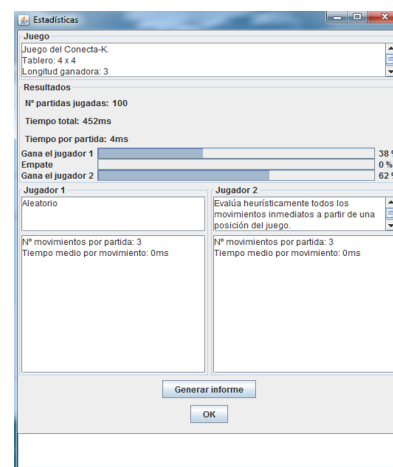 Estadísticas
Juego
Juego del Conecta-K.
Tablero: 4 x 4
Longitud ganadora: 3
Resultados
Nº partidas jugadas: 100
Tiempo total: 452ms
Tiempo por partida: 4ms
Gana el jugador 1 38 %
Empate 0 %
Gana el jugador 2 62 %
Jugador 1
Aleatorio
Nº movimientos por partida: 3
Tiempo medio por movimiento: 0ms
Jugador 2
Evalúa heurísticamente todos los
movimientos inmediatos a partir de una
posición del juego.
Nº movimientos por partida: 3
Tiempo medio por movimiento: 0ms
Generar informe
OK